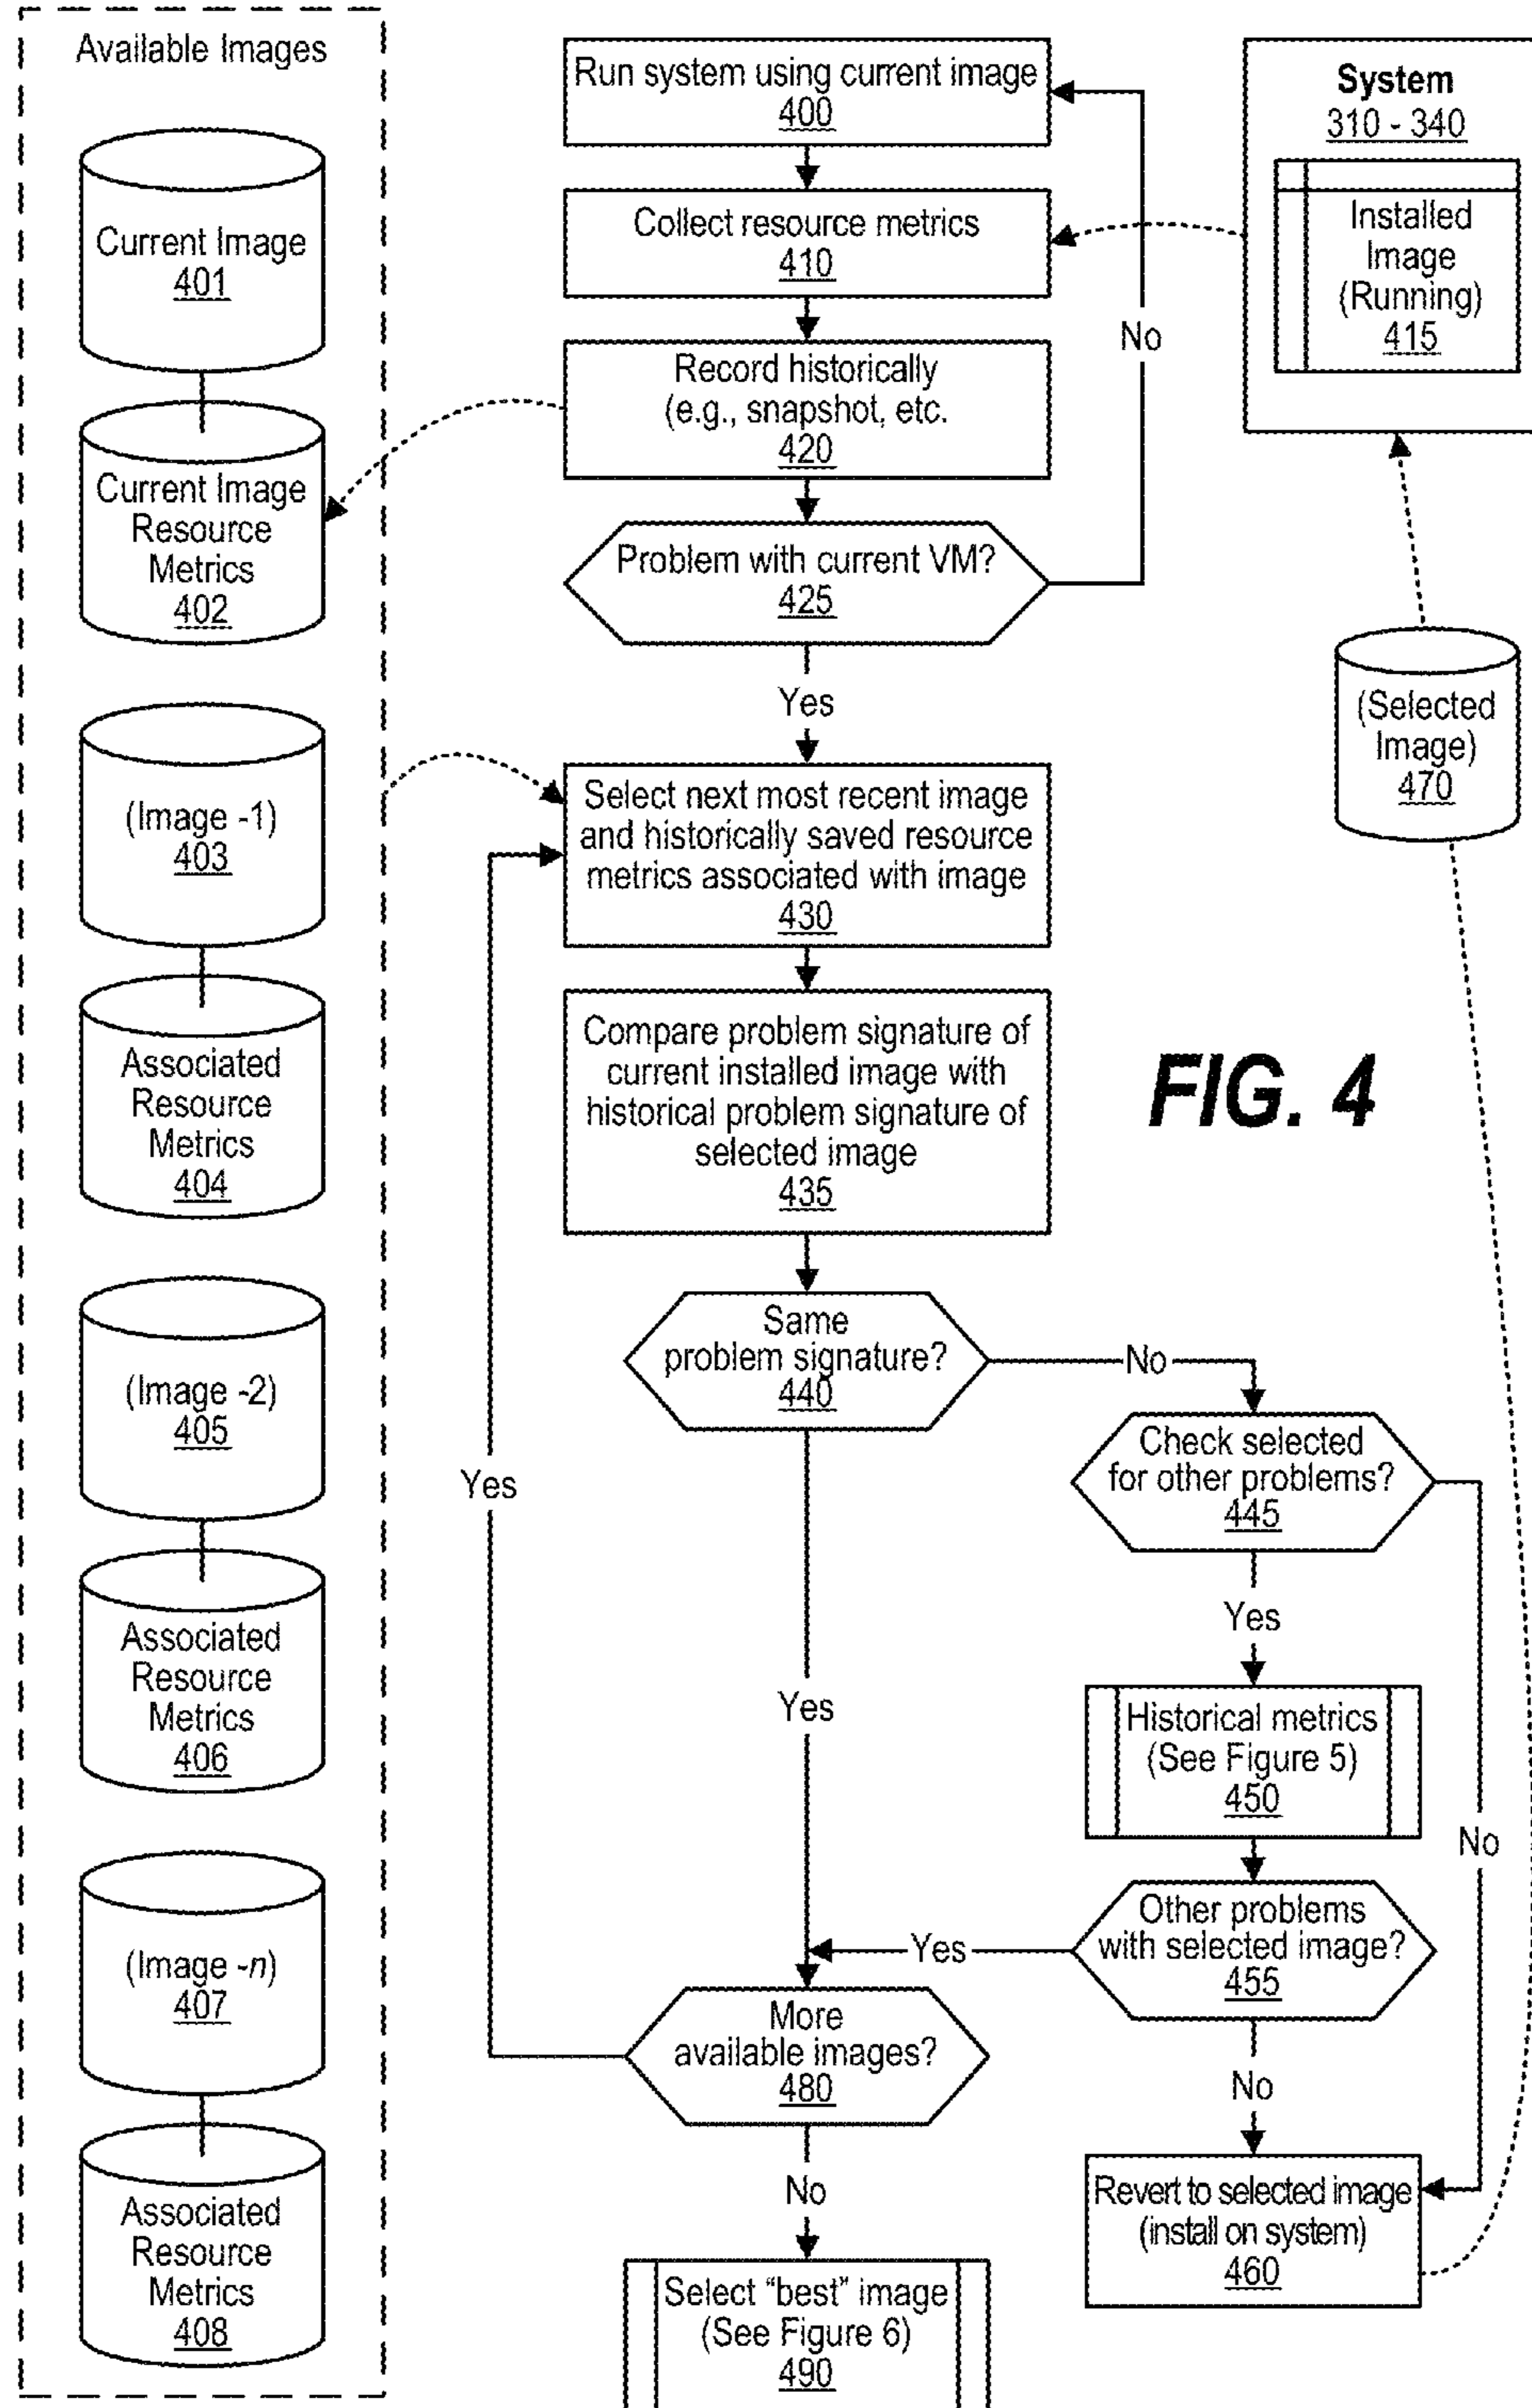 Available Images
Current Image
401
Current Image
Resource
Metrics
402
(Image -1)
403
Associated
Resource
Metrics
404
(Image -2)
405
Associated
Resource
Metrics
406
(Image -n)
407
Associated
Resource
Metrics
408
Run system using current image
400
Collect resource metrics
410
Record historically
(e.g., snapshot, etc.
420
Problem with current VM?
425
No
Yes
Select next most recent image
and historically saved resource
metrics associated with image
430
Compare problem signature of
current installed image with
historical problem signature of
selected image
435
Same
problem signature?
440
No
Yes
Check selected
for other problems?
445
Yes
No
Historical metrics
(See Figure 5)
450
Other problems
with selected image?
455
Yes
No
Revert to selected image
(install on system)
460
More
available images?
480
Yes
No
Select “best” image
(See Figure 6)
490
System
310 - 340
Installed
Image
(Running)
415
(Selected
Image)
470
FIG. 4